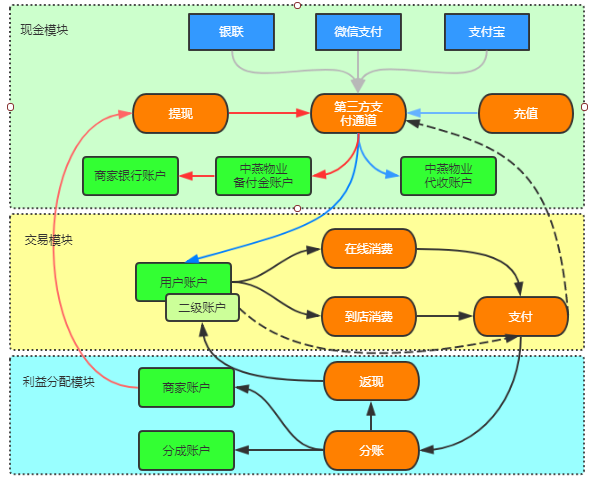 现金模块
银联
微信支付
支付宝
提现
第三方支
付通道
充值
商家银行账户
中燕物业
备付金账户
中燕物业
代收账户
交易模块
在线消费
用户账户
二级账户
到店消费
支付
利益分配模块
商家账户
返现
分成账户
分账